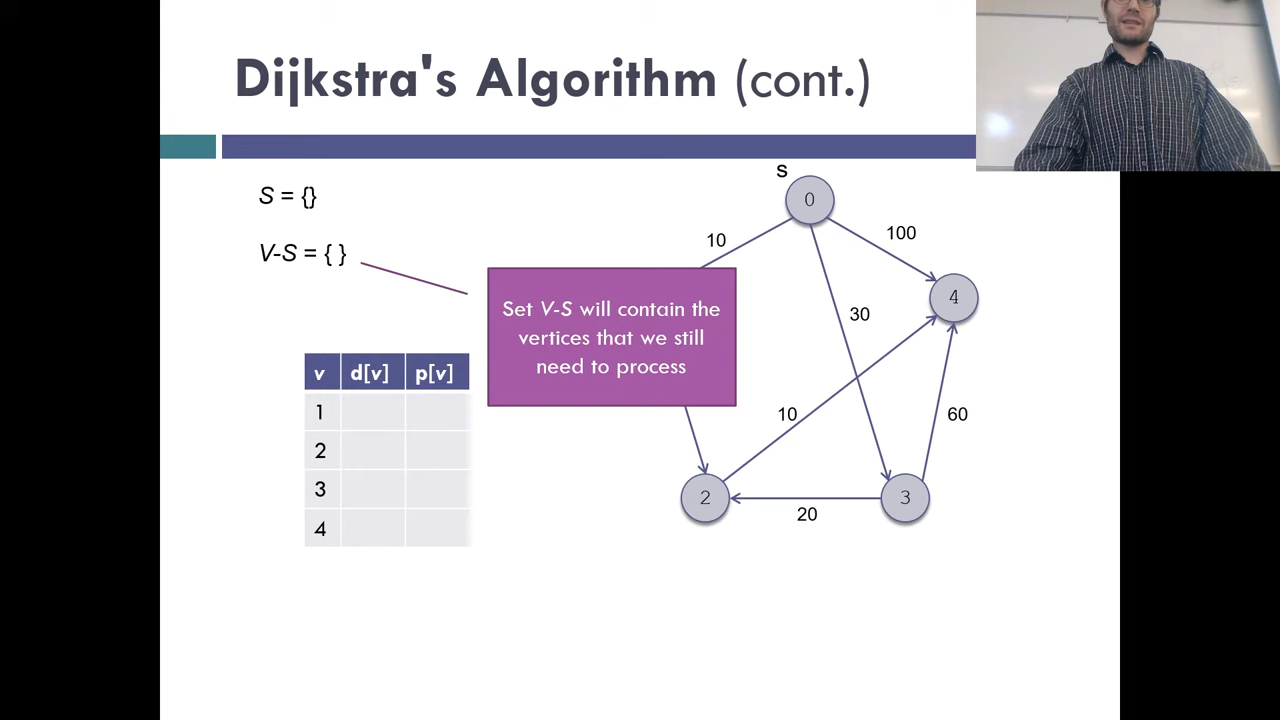 Dijkstra's Algorithm (cont.)
S = {}
V-S = { }
Set V-S will contain the
vertices that we still
need to process
v d[v] p[v]
1
2
3
4
s
0
10
100
4
30
10
60
2
3
20